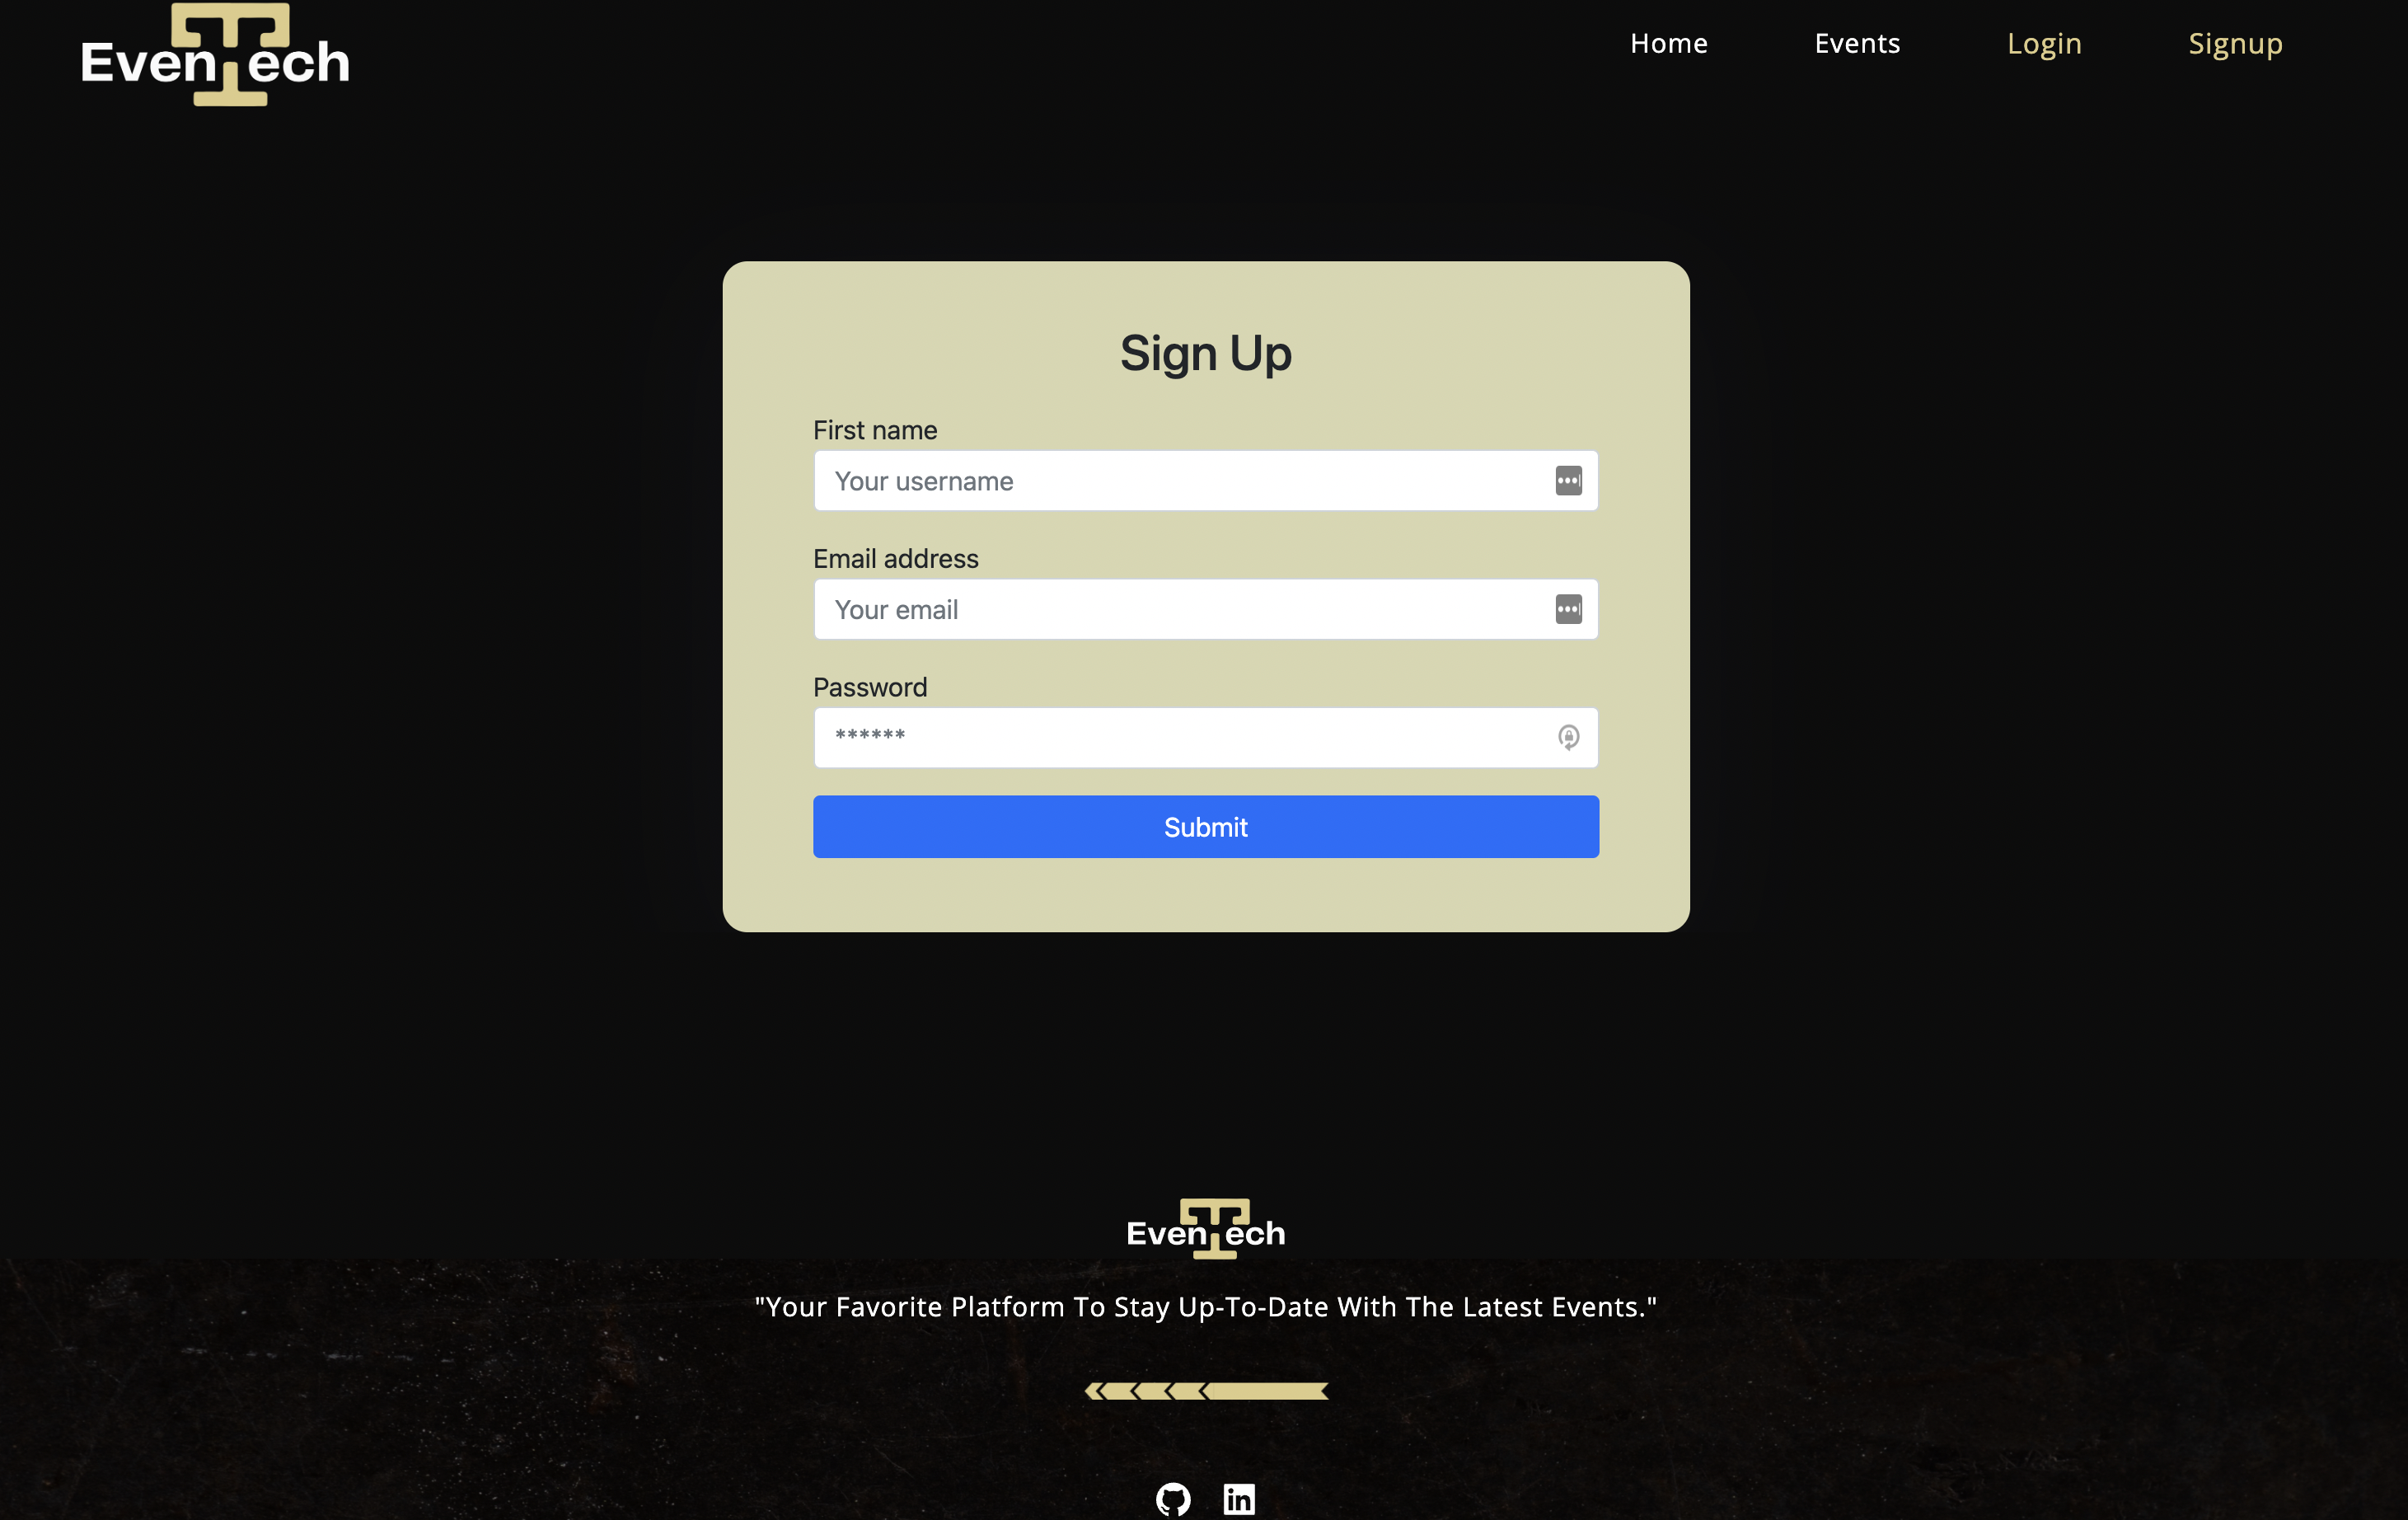 EvenTech
Home Events Login Signup
Sign Up
First name
Your username
Email address
Your email
Password
******
Submit
EvenTech
"Your Favorite Platform To Stay Up-To-Date With The Latest Events."
in